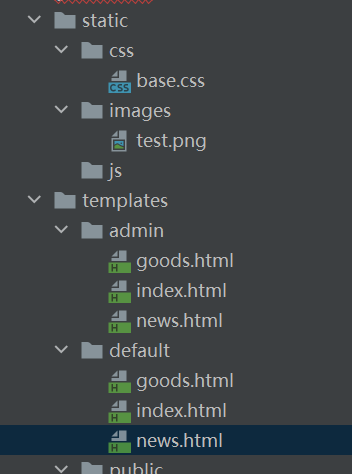 static
css
base.css
images
test.png
js
templates
admin
goods.html
index.html
news.html
default
goods.html
index.html
news.html
public